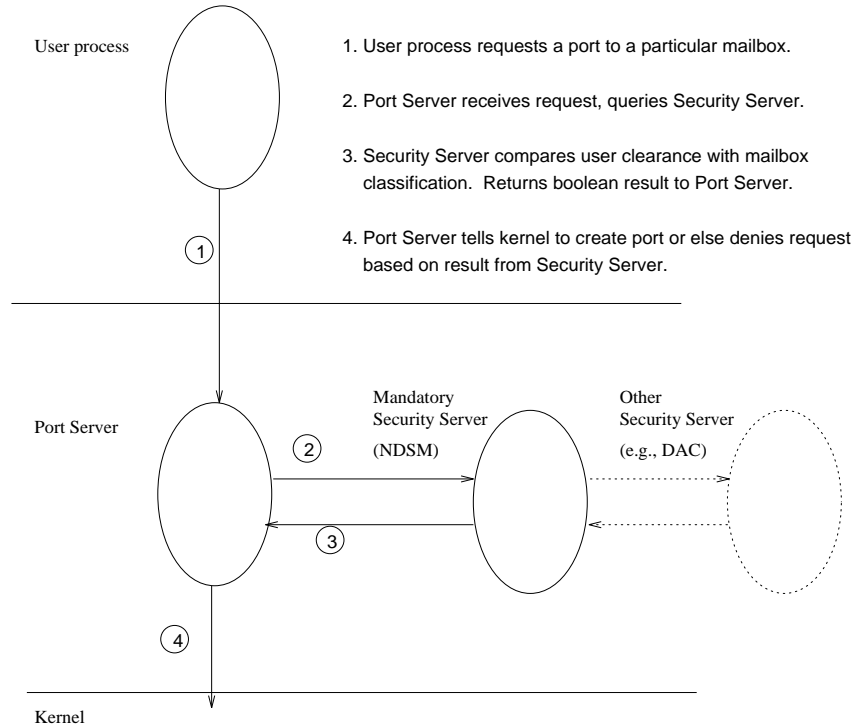 User process
1. User process requests a port to a particular mailbox.
2. Port Server receives request, queries Security Server.
3. Security Server compares user clearance with mailbox
classification. Returns boolean result to Port Server.
4. Port Server tells kernel to create port or else denies request
based on result from Security Server.
1
Port Server
Mandatory
Security Server
(NDSM)
Other
Security Server
(e.g., DAC)
2
3
4
Kernel